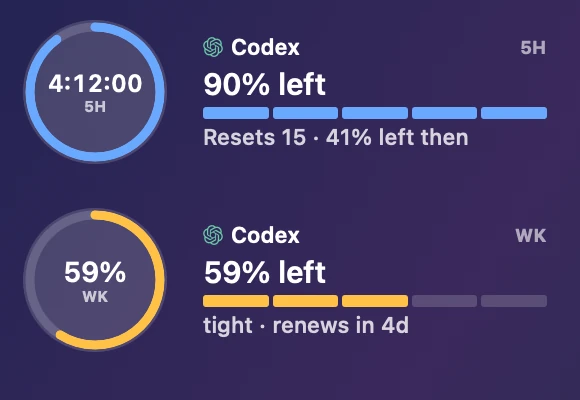 4:12:00
5H
Codex
5H
90% left
Resets 15 · 41% left then
59%
WK
Codex
WK
59% left
tight · renews in 4d